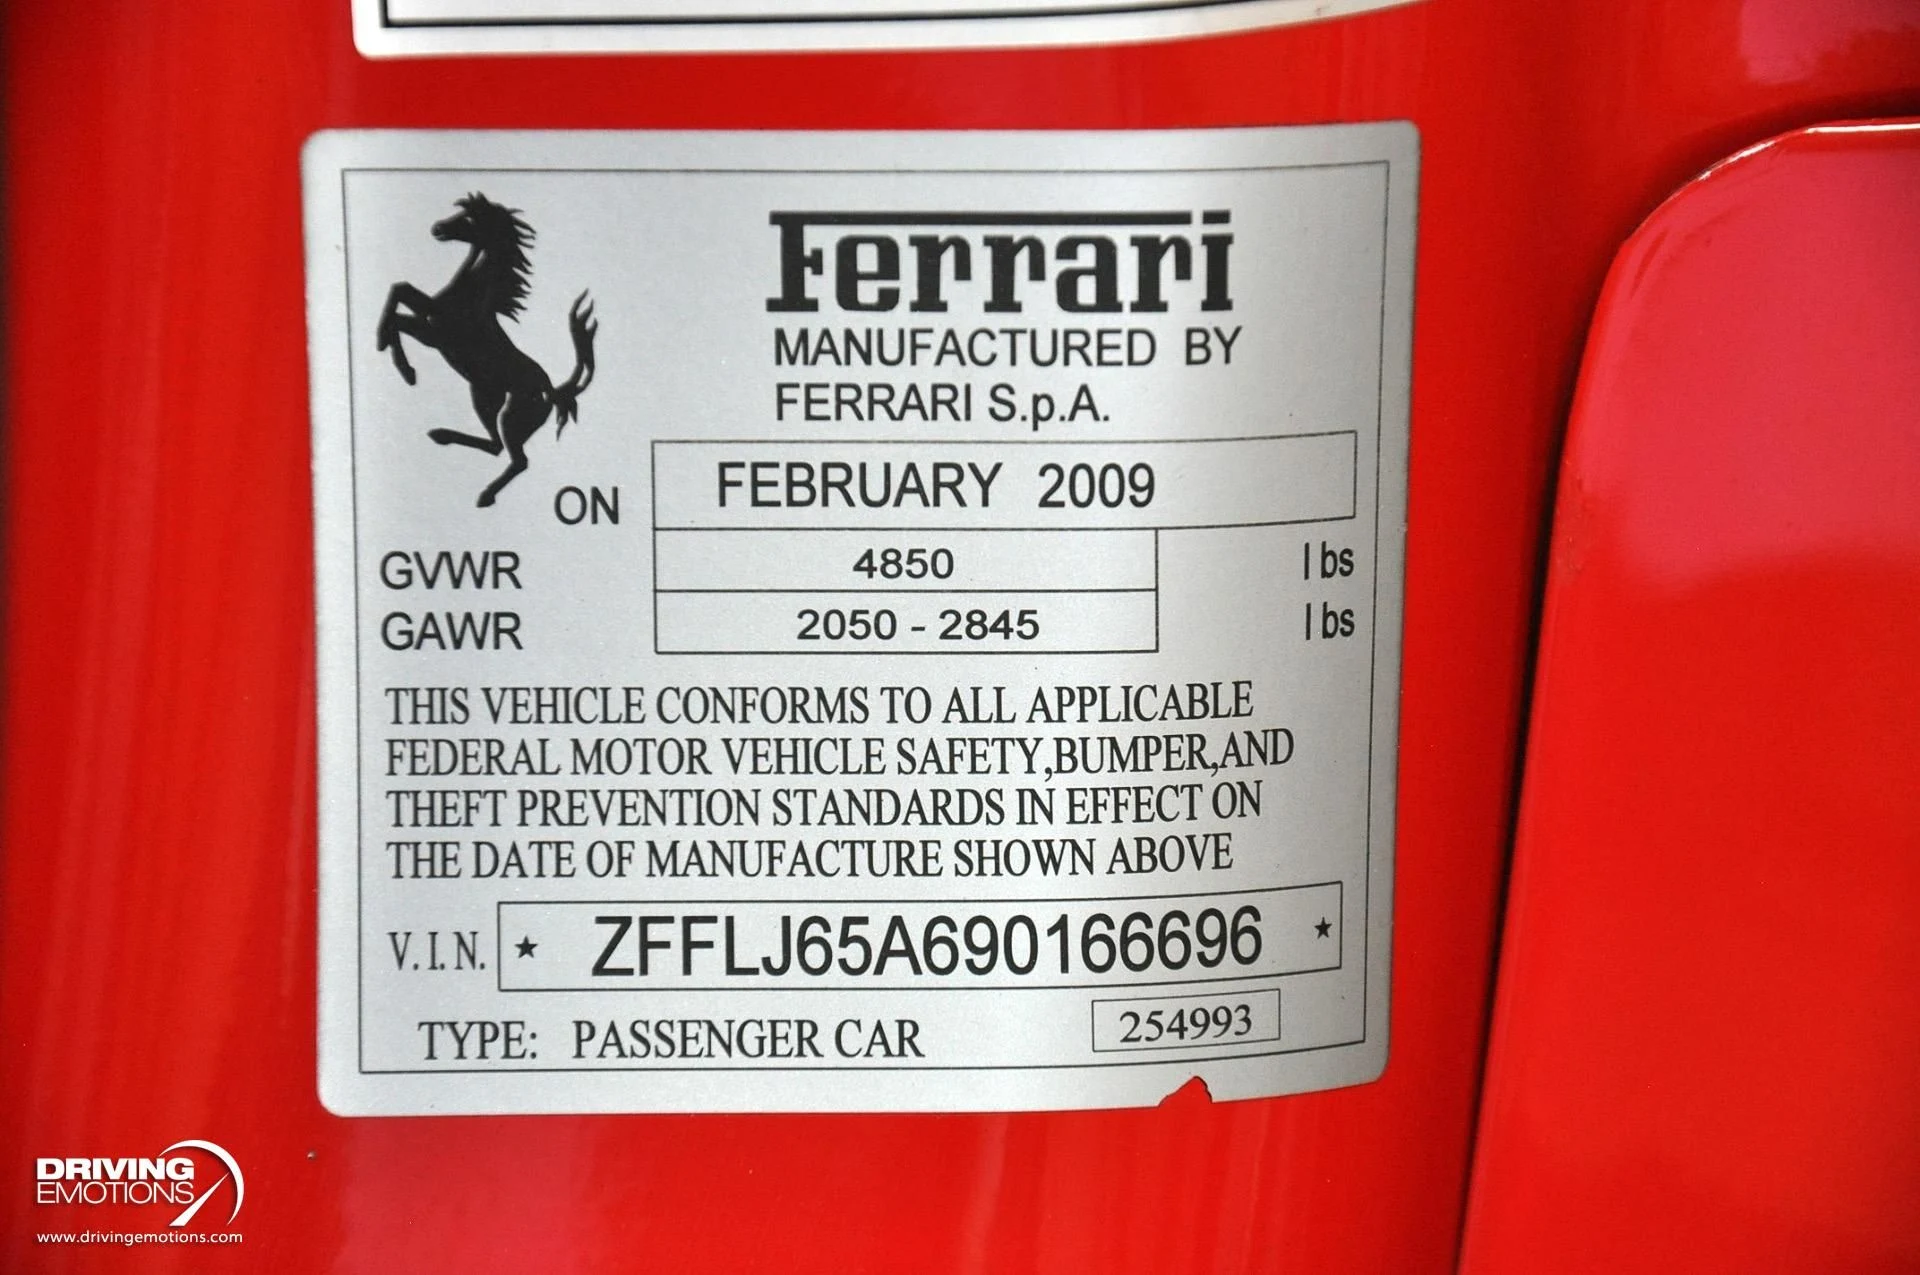 Ferrari
MANUFACTURED BY
FERRARI S.p.A.
ON FEBRUARY 2009
GVWR 4850 lbs
GAWR 2050 - 2845 lbs
THIS VEHICLE CONFORMS TO ALL APPLICABLE
FEDERAL MOTOR VEHICLE SAFETY,BUMPER,AND
THEFT PREVENTION STANDARDS IN EFFECT ON
THE DATE OF MANUFACTURE SHOWN ABOVE
V.I.N. ★ ZFFLJ65A690166696 ★
TYPE: PASSENGER CAR 254993
DRIVING
EMOTIONS
www.drivingemotions.com